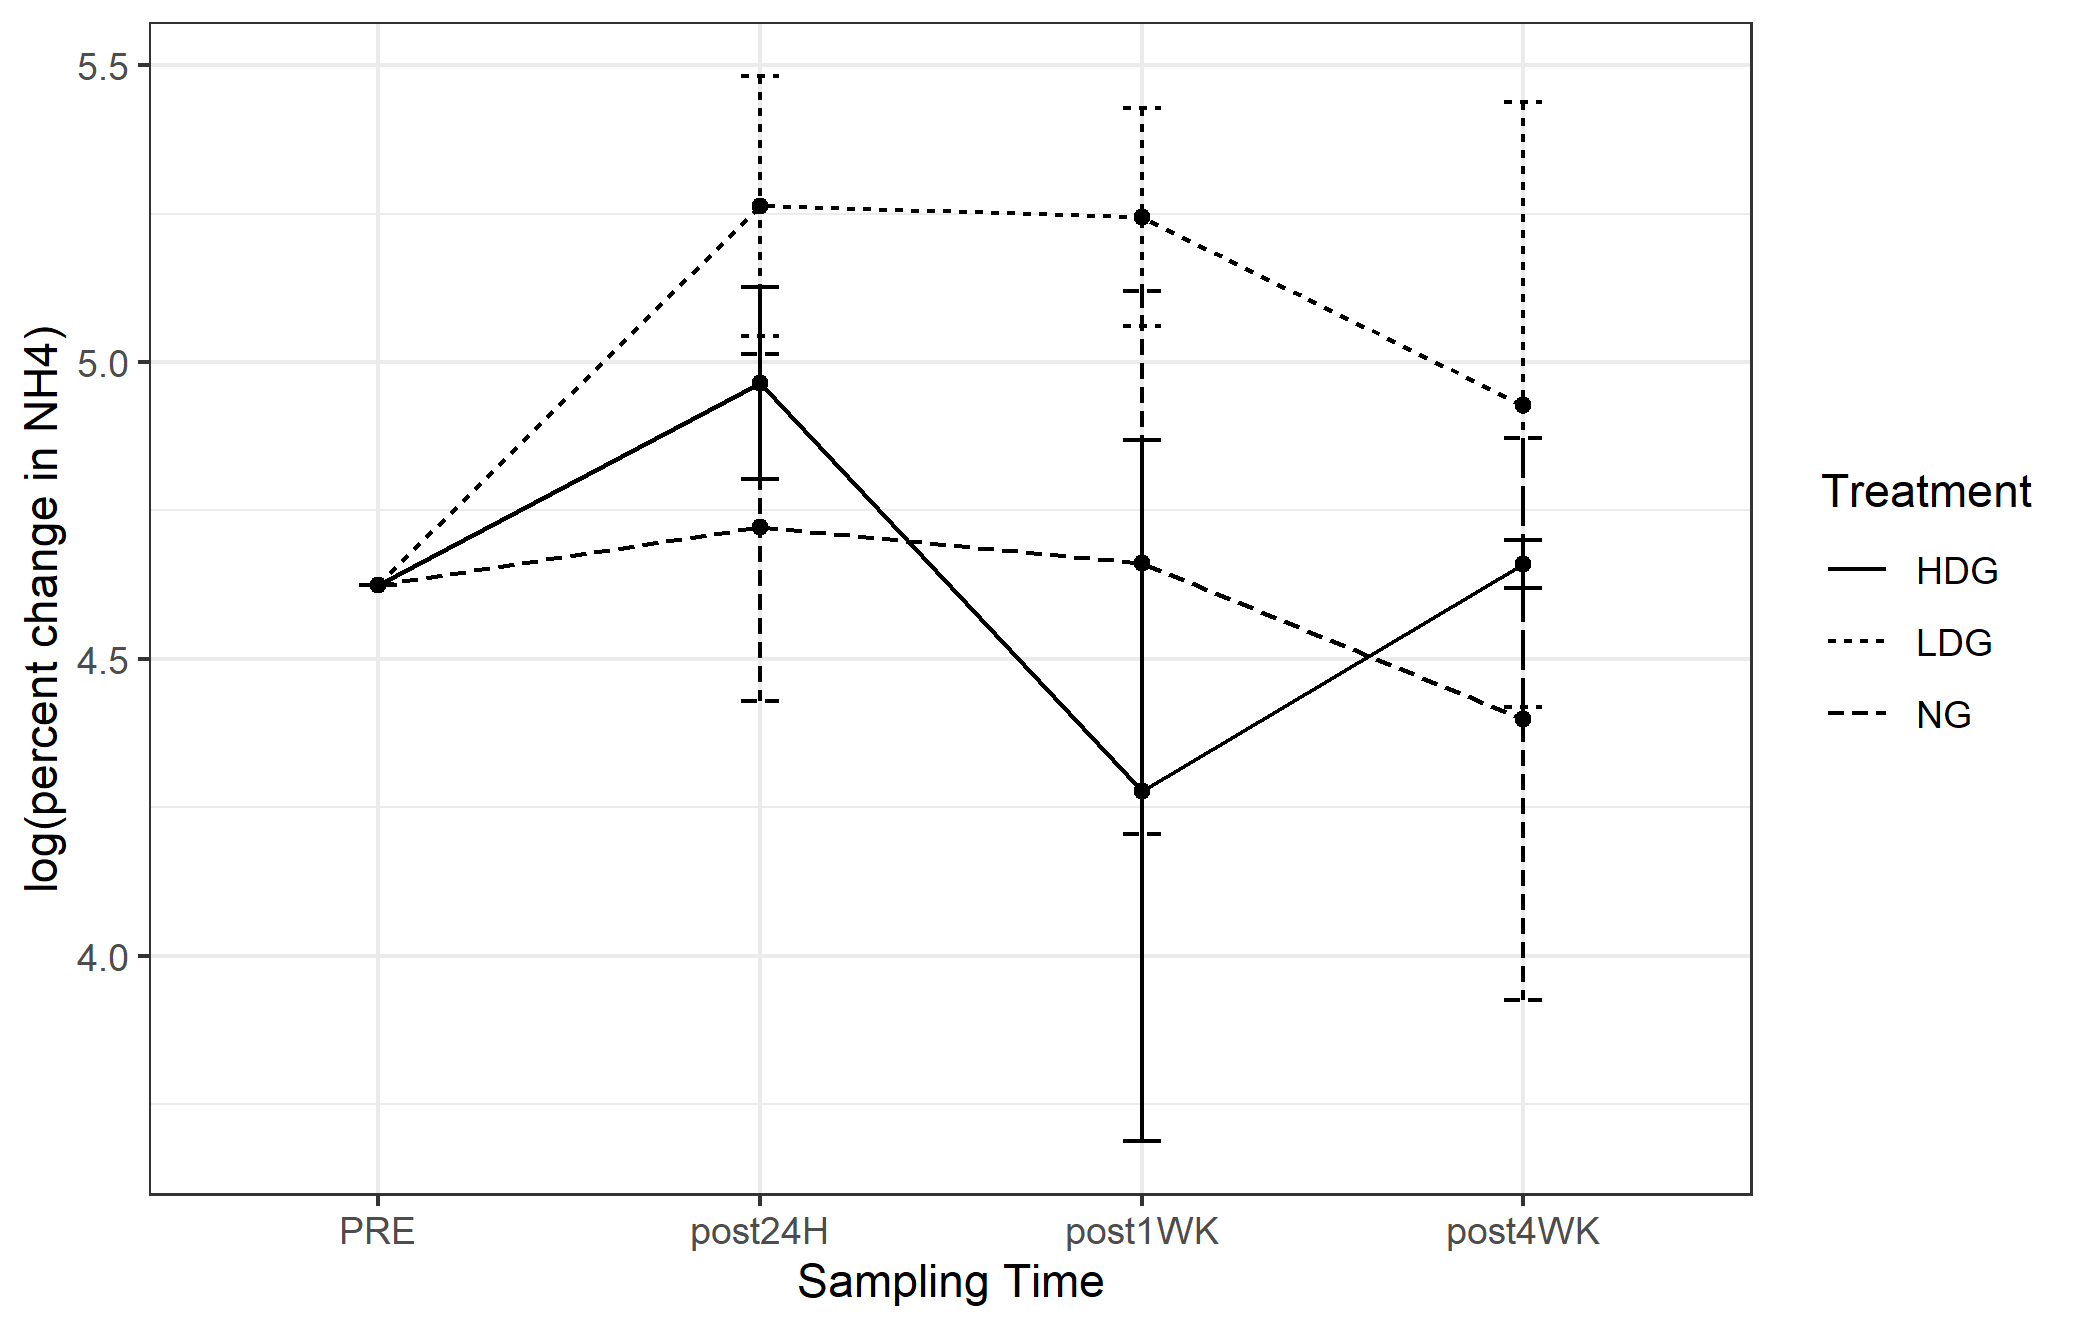 log(percent change in NH4)
5.5
5.0
4.5
4.0
PRE
post24H
post1WK
post4WK
Sampling Time
Treatment
HDG
LDG
NG